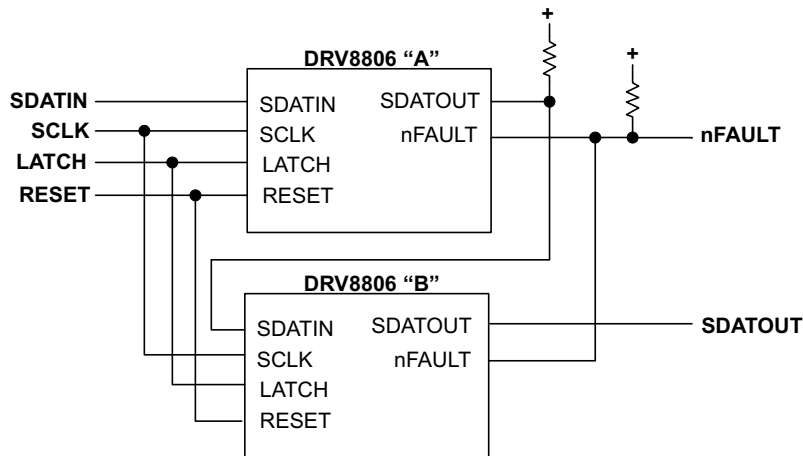 +
+
DRV8806 “A”
SDATIN
SCLK
LATCH
RESET
SDATIN
SCLK
LATCH
RESET
SDATOUT
nFAULT
nFAULT
DRV8806 “B”
SDATIN
SCLK
LATCH
RESET
SDATOUT
nFAULT
SDATOUT